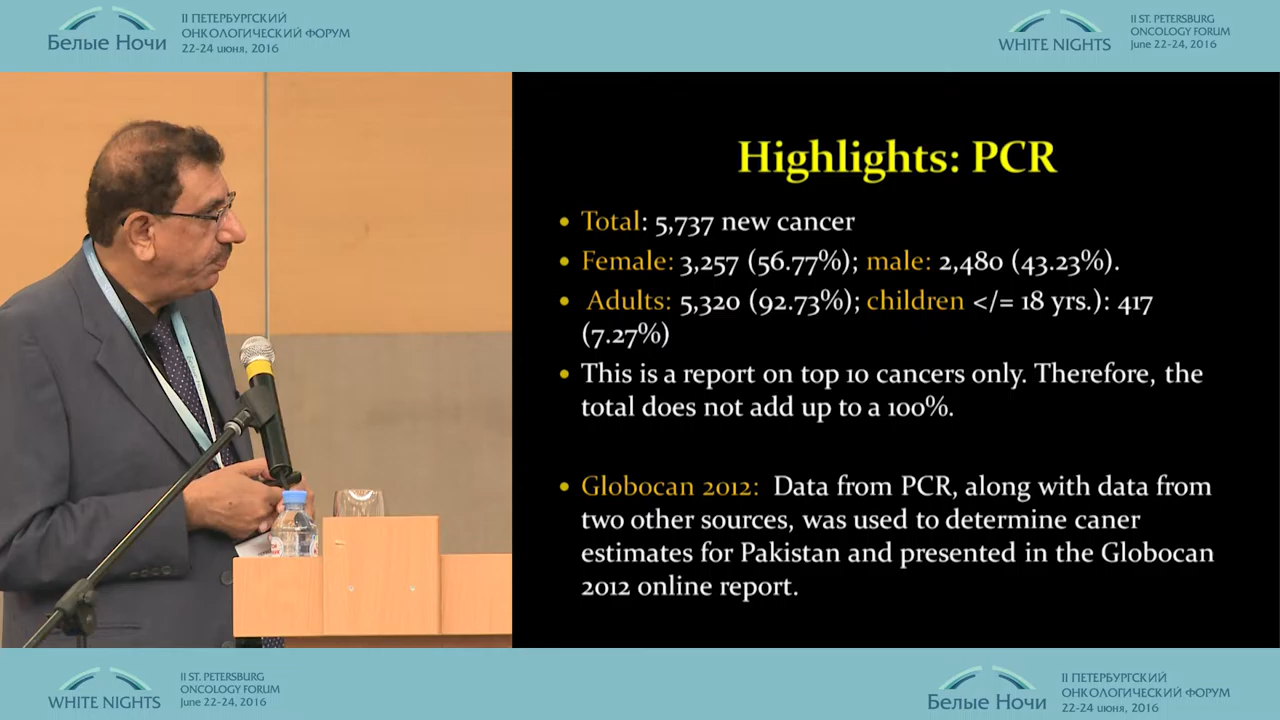 Белые Ночи
II ПЕТЕРБУРГСКИЙ
ОНКОЛОГИЧЕСКИЙ ФОРУМ
22-24 июня, 2016
WHITE NIGHTS
II ST. PETERSBURG
ONCOLOGY FORUM
June 22-24, 2016
Highlights: PCR
• Total: 5,737 new cancer
• Female: 3,257 (56.77%); male: 2,480 (43.23%).
• Adults: 5,320 (92.73%); children </= 18 yrs.): 417
(7.27%)
• This is a report on top 10 cancers only. Therefore, the
total does not add up to a 100%.
• Globocan 2012: Data from PCR, along with data from
two other sources, was used to determine caner
estimates for Pakistan and presented in the Globocan
2012 online report.
WHITE NIGHTS
II ST. PETERSBURG
ONCOLOGY FORUM
June 22-24, 2016
Белые Ночи
II ПЕТЕРБУРГСКИЙ
ОНКОЛОГИЧЕСКИЙ ФОРУМ
22-24 июня, 2016